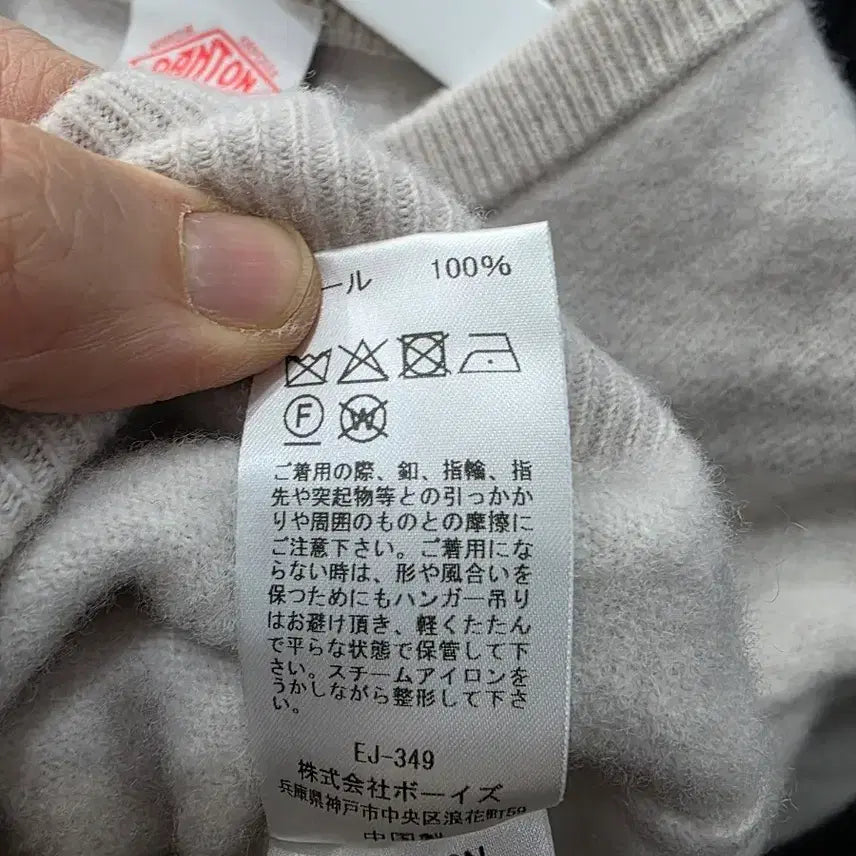 DANTON
ール 100%
F W
ご着用の際、釦、指輪、指
先や突起物等との引っかか
りや周囲のものとの摩擦に
ご注意下さい。ご着用にな
らない時は、形や風合いを
保つためにもハンガー吊り
はお避け頂き、軽くたたん
で平らな状態で保管して下
さい。スチームアイロンを
うかしながら整形して下さ
い。
EJ-349
株式会社ボーイズ
兵庫県神戸市中央区浪花町59
中国製